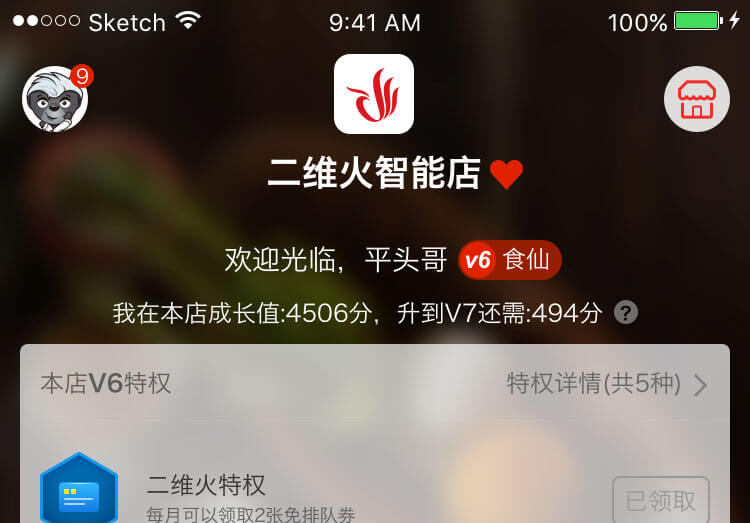 Sketch 9:41 AM 100%
9
二维火智能店
欢迎光临，平头哥 v6 食仙
我在本店成长值:4506分，升到V7还需:494分 ?
本店V6特权 特权详情(共5种)
二维火特权
每月可以领取2张免排队券 已领取